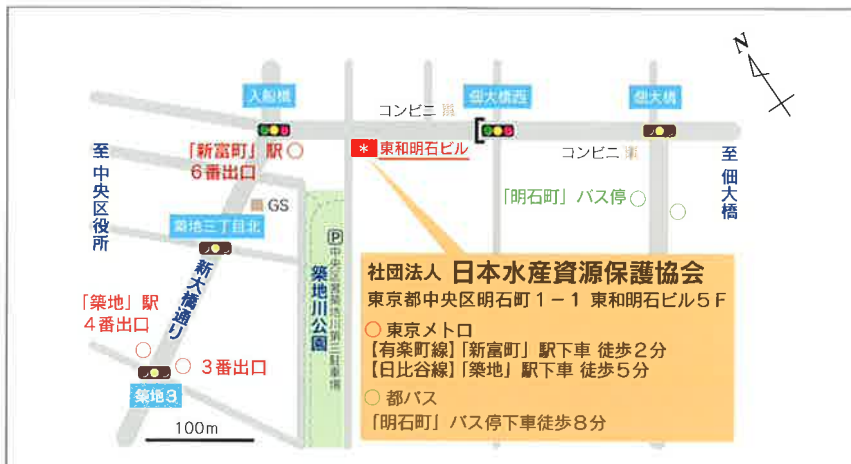 N
入船橋
佃大橋西
佃大橋
コンビニ
コンビニ
「新富町」駅
6番出口
*東和明石ビル
至 中央区役所
至 佃大橋
「明石町」バス停
GS
築地三丁目北
新大橋通り
P
中央区営築地川第三駐車場
築地川公園
「築地」駅
4番出口
3番出口
築地3
100m
社団法人 日本水産資源保護協会
東京都中央区明石町1−1 東和明石ビル5F
東京メトロ
【有楽町線】「新富町」駅下車 徒歩2分
【日比谷線】「築地」駅下車 徒歩5分
都バス
「明石町」バス停下車徒歩8分